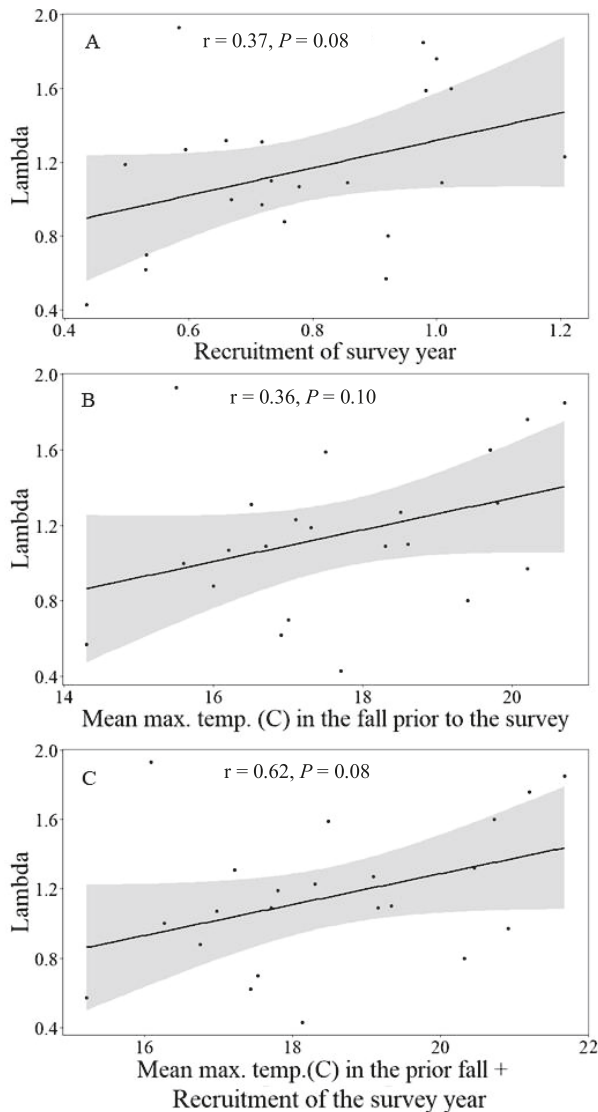 2.0
A
r = 0.37, P = 0.08
1.6
Lambda
1.2
0.8
0.4
0.4 0.6 0.8 1.0 1.2
Recruitment of survey year
2.0
B
r = 0.36, P = 0.10
1.6
Lambda
1.2
0.8
0.4
14 16 18 20
Mean max. temp. (C) in the fall prior to the survey
2.0
C
r = 0.62, P = 0.08
1.6
Lambda
1.2
0.8
0.4
16 18 20 22
Mean max. temp.(C) in the prior fall +
Recruitment of the survey year